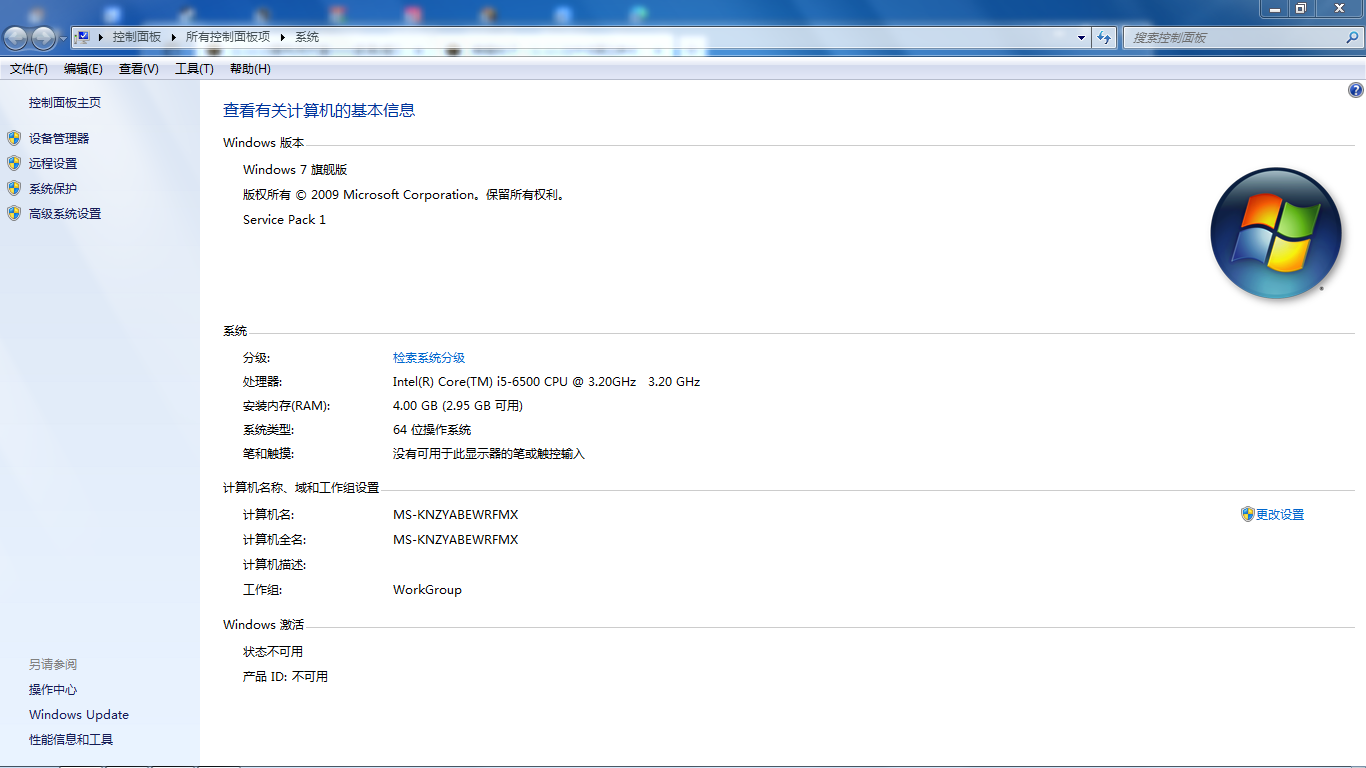 控制面板 所有控制面板项 系统 搜索控制面板
文件(F) 编辑(E) 查看(V) 工具(T) 帮助(H)
控制面板主页
设备管理器
远程设置
系统保护
高级系统设置
查看有关计算机的基本信息
Windows 版本
Windows 7 旗舰版
版权所有 © 2009 Microsoft Corporation。保留所有权利。
Service Pack 1
系统
分级: 检索系统分级
处理器: Intel(R) Core(TM) i5-6500 CPU @ 3.20GHz 3.20 GHz
安装内存(RAM): 4.00 GB (2.95 GB 可用)
系统类型: 64 位操作系统
笔和触摸: 没有可用于此显示器的笔或触控输入
计算机名称、域和工作组设置
计算机名: MS-KNZYABEWRFMX 更改设置
计算机全名: MS-KNZYABEWRFMX
计算机描述:
工作组: WorkGroup
Windows 激活
状态不可用
产品 ID: 不可用
另请参阅
操作中心
Windows Update
性能信息和工具